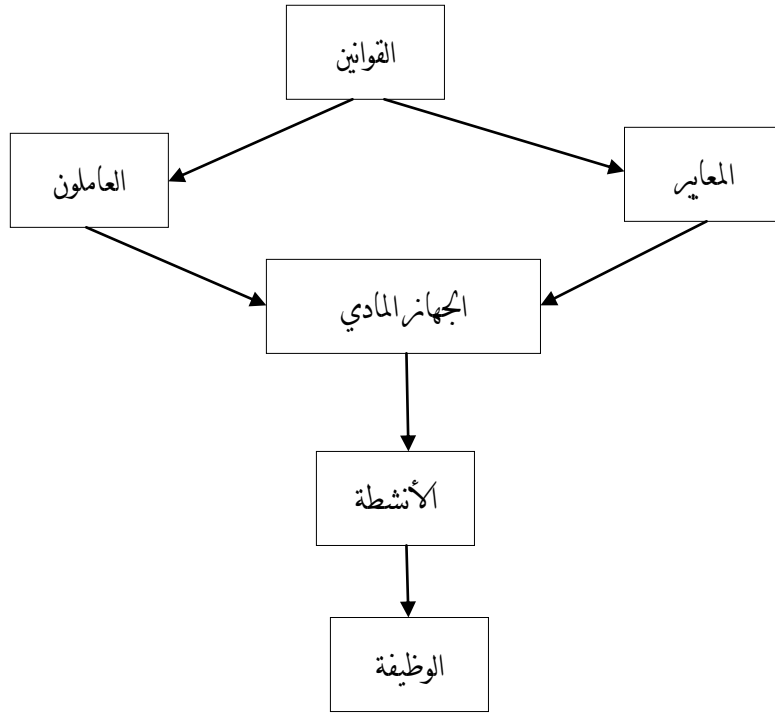 القوانين
المعايير
العاملون
الجهاز المادي
الأنشطة
الوظيفة